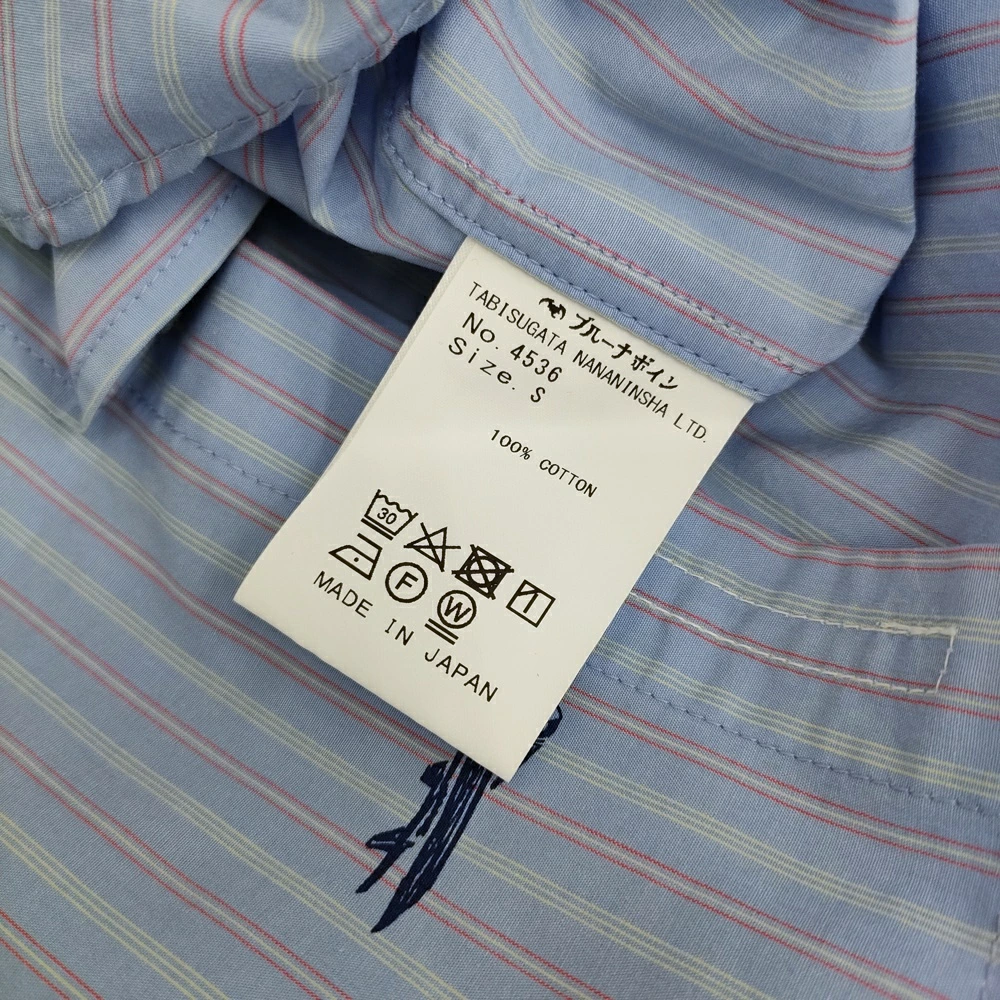 ブルーナボイン
TABISUGATA NANANINSHA LTD.
No. 4536
Size. S
100% COTTON
30
F
W
MADE IN JAPAN